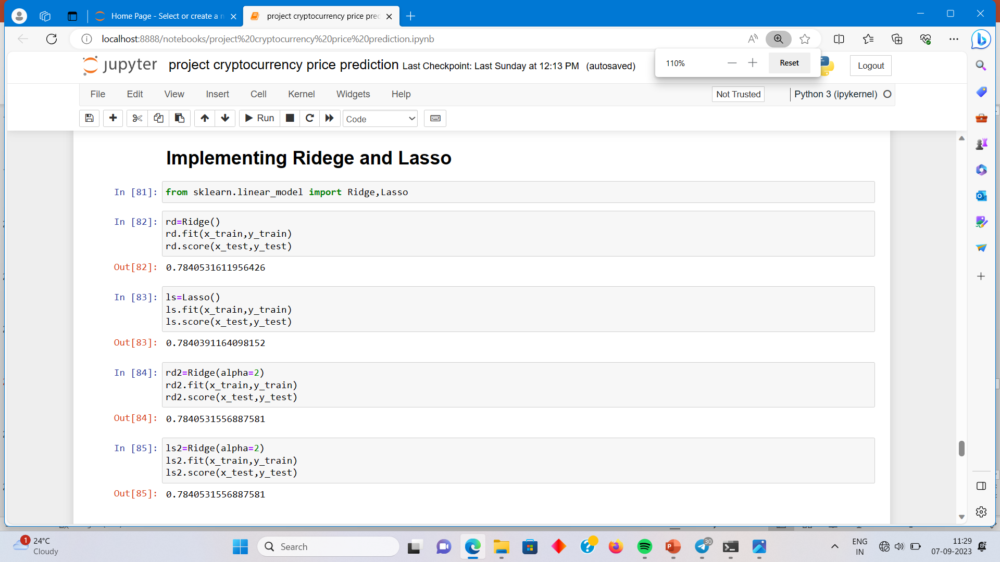 Home Page - Select or create a n
project cryptocurrency price pred
localhost:8888/notebooks/project%20cryptocurrency%20price%20prediction.ipynb
110%
Reset
jupyter project cryptocurrency price prediction Last Checkpoint: Last Sunday at 12:13 PM (autosaved)
Logout
File Edit View Insert Cell Kernel Widgets Help
Not Trusted
Python 3 (ipykernel)
Run
Code
Implementing Ridege and Lasso
In [81]: from sklearn.linear_model import Ridge,Lasso
In [82]: rd=Ridge()
rd.fit(x_train,y_train)
rd.score(x_test,y_test)
Out[82]: 0.7840531611956426
In [83]: ls=Lasso()
ls.fit(x_train,y_train)
ls.score(x_test,y_test)
Out[83]: 0.7840391164098152
In [84]: rd2=Ridge(alpha=2)
rd2.fit(x_train,y_train)
rd2.score(x_test,y_test)
Out[84]: 0.7840531556887581
In [85]: ls2=Ridge(alpha=2)
ls2.fit(x_train,y_train)
ls2.score(x_test,y_test)
Out[85]: 0.7840531556887581
1
24°C
Cloudy
Search
30
ENG
IN
11:29
07-09-2023